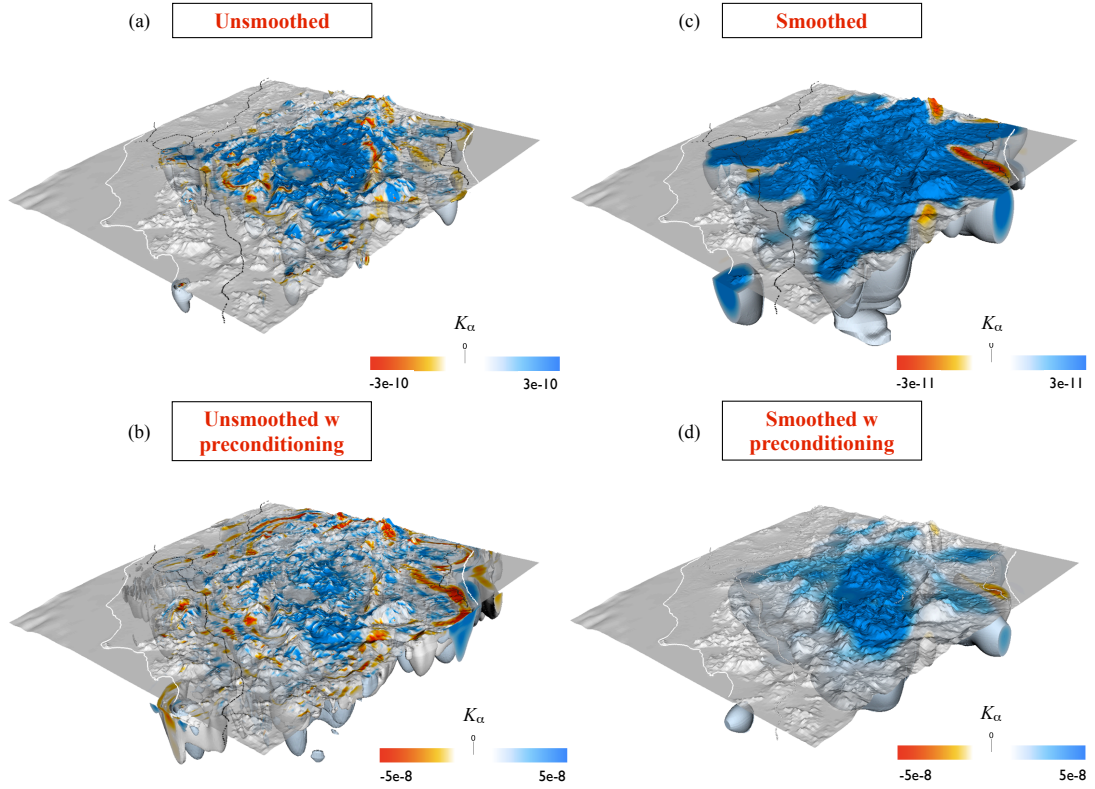 (a)
Unsmoothed
(c)
Smoothed
Kα
0
-3e-10
3e-10
Kα
0
-3e-11
3e-11
(b)
Unsmoothed w
preconditioning
(d)
Smoothed w
preconditioning
Kα
0
-5e-8
5e-8
Kα
0
-5e-8
5e-8